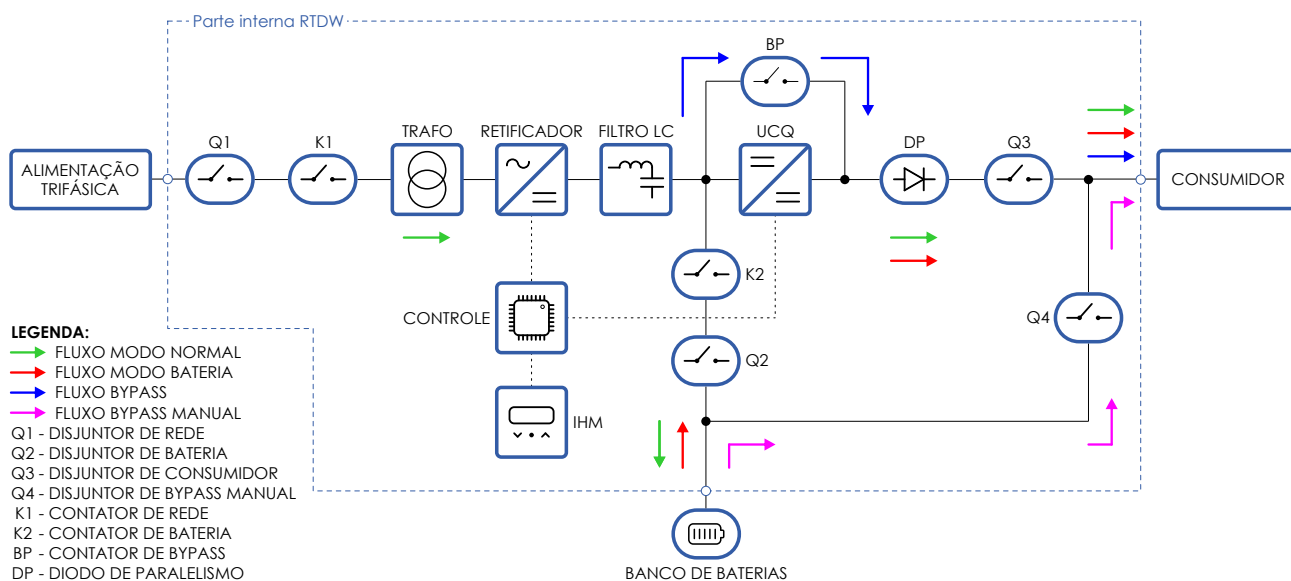 Parte interna RTDW
BP
Q1
K1
TRAFO
RETIFICADOR
FILTRO LC
UCQ
DP
Q3
ALIMENTAÇÃO
TRIFÁSICA
CONSUMIDOR
K2
CONTROLE
Q4
Q2
IHM
LEGENDA:
FLUXO MODO NORMAL
FLUXO MODO BATERIA
FLUXO BYPASS
FLUXO BYPASS MANUAL
Q1 - DISJUNTOR DE REDE
Q2 - DISJUNTOR DE BATERIA
Q3 - DISJUNTOR DE CONSUMIDOR
Q4 - DISJUNTOR DE BYPASS MANUAL
K1 - CONTATOR DE REDE
K2 - CONTATOR DE BATERIA
BP - CONTATOR DE BYPASS
DP - DIODO DE PARALELISMO
BANCO DE BATERIAS